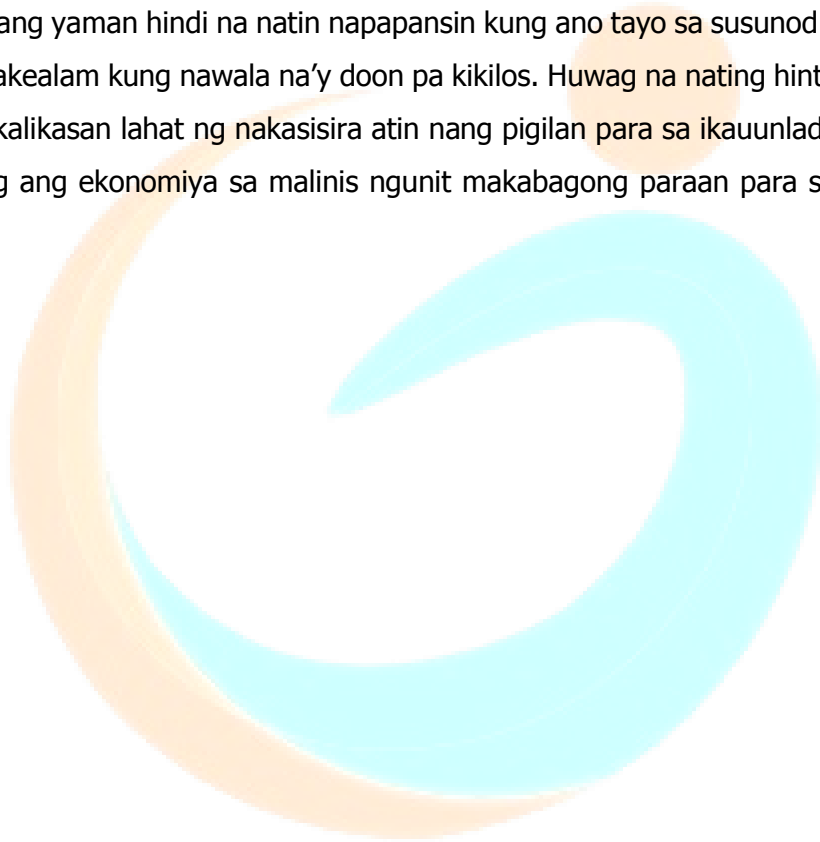 ang yaman hindi na natin napapansin kung ano tayo sa susunod
kung nawala na'y doon pa kikilos. Huwag na nating
kalikasan lahat ng nakasisira atin nang pigilan para sa ikauunlad
ang ekonomiya sa malinis ngunit makabagong paraan para